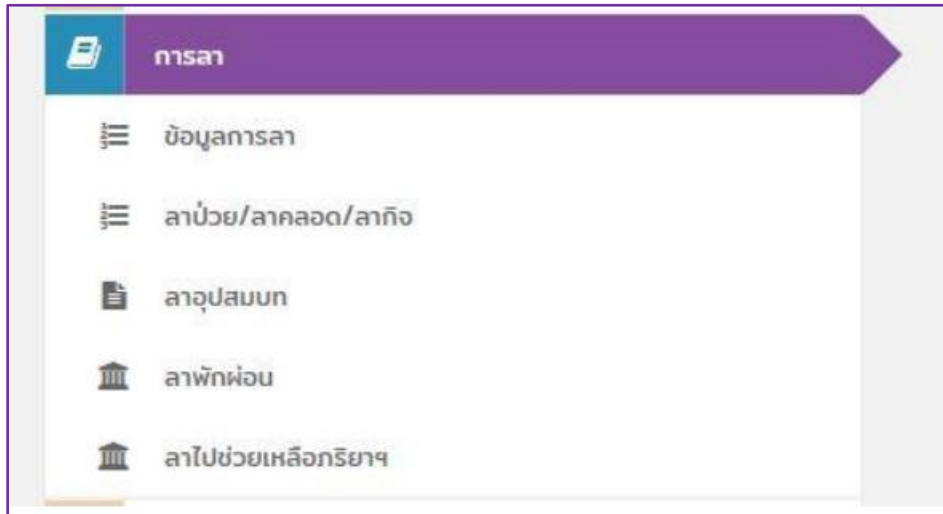 การลา
ข้อมูลการลา
ลาป่วย/ลาคลอด/ลากิจ
ลาอุปสมบท
ลาพักผ่อน
ลาไปช่วยเหลือภริยาฯ